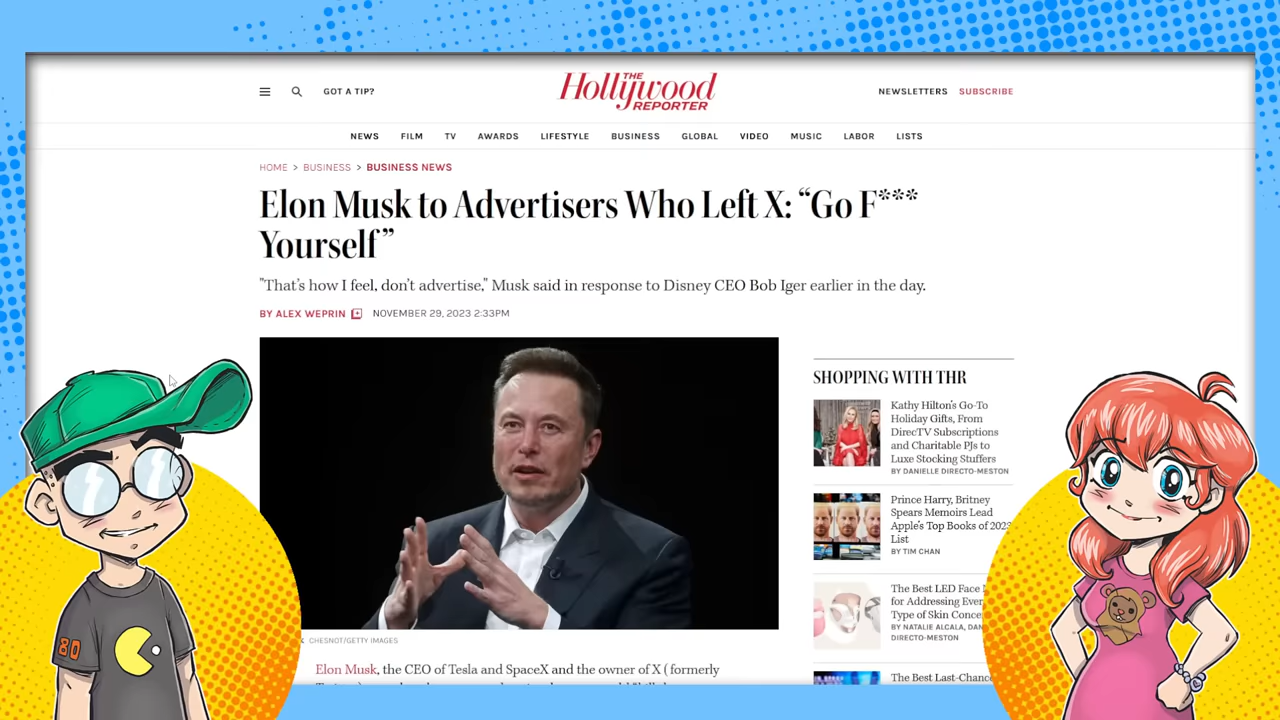 GOT A TIP?
THE
Hollywood
REPORTER
NEWSLETTERS SUBSCRIBE
NEWS FILM TV AWARDS LIFESTYLE BUSINESS GLOBAL VIDEO MUSIC LABOR LISTS
HOME > BUSINESS > BUSINESS NEWS
Elon Musk to Advertisers Who Left X: “Go F***
Yourself”
"That's how I feel, don't advertise," Musk said in response to Disney CEO Bob Iger earlier in the day.
BY ALEX WEPRIN NOVEMBER 29, 2023 2:33PM
CHESNOT/GETTY IMAGES
Elon Musk, the CEO of Tesla and SpaceX and the owner of X (formerly
SHOPPING WITH THR
Kathy Hilton's Go-To
Holiday Gifts, From
DirecTV Subscriptions
and Charitable PJs to
Luxe Stocking Stuffers
BY DANIELLE DIRECTO-MESTON
Prince Harry, Britney
Spears Memoirs Lead
Apple's Top Books of 2023
List
BY TIM CHAN
The Best LED Face
for Addressing
Type of Skin
BY NATALIE ALCALA,
DIRECTO-MESTON
The Best
80